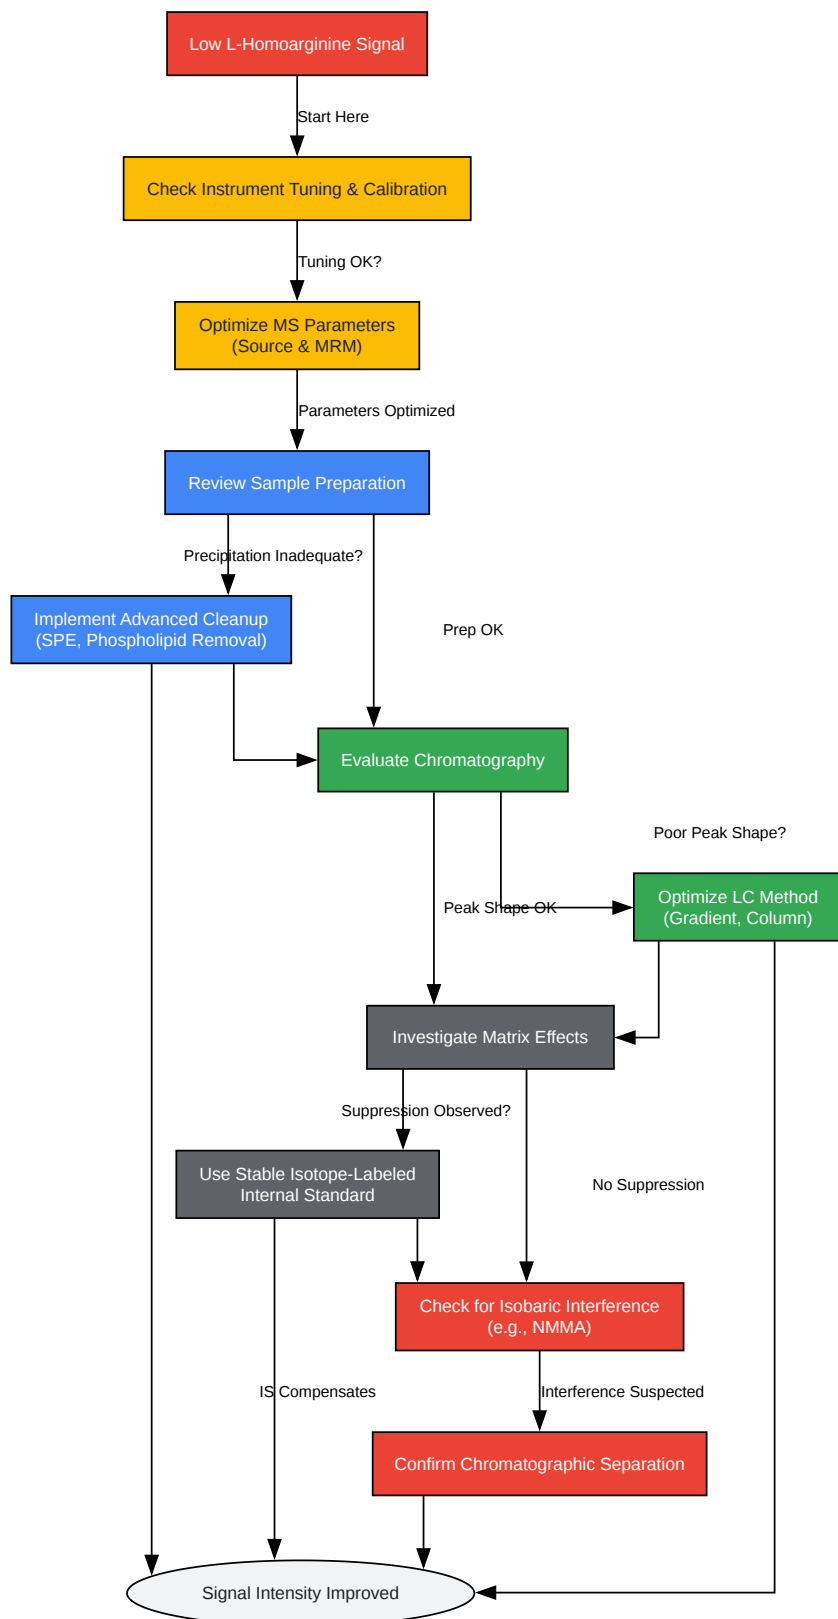 Low L-Homoarginine Signal
Start Here
Check Instrument Tuning & Calibration
Tuning OK?
Optimize MS Parameters
(Source & MRM)
Parameters Optimized
Review Sample Preparation
Precipitation Inadequate?
Implement Advanced Cleanup
(SPE, Phospholipid Removal)
Prep OK
Evaluate Chromatography
Poor Peak Shape?
Optimize LC Method
(Gradient, Column)
Peak Shape OK
Investigate Matrix Effects
Suppression Observed?
Use Stable Isotope-Labeled
Internal Standard
No Suppression
Check for Isobaric Interference
(e.g., NMMA)
IS Compensates
Interference Suspected
Confirm Chromatographic Separation
Signal Intensity Improved